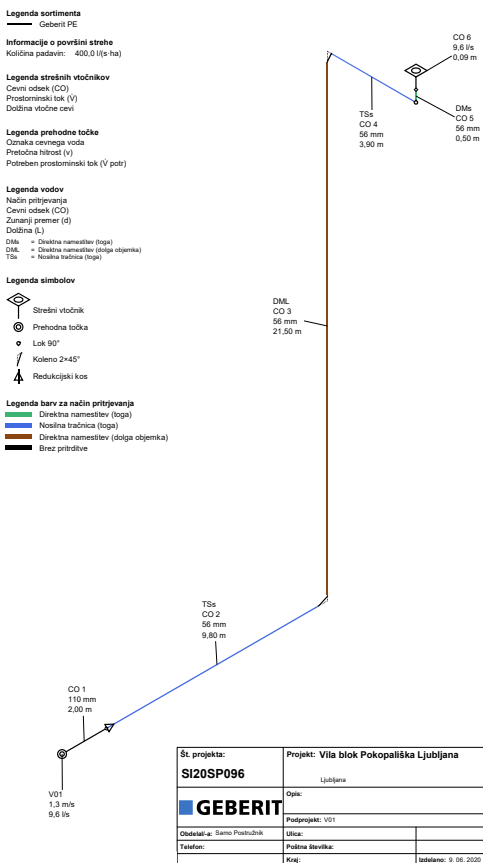 Legenda sortimenta
Geberit PE
Informacije o površini strehe
Količina padavin: 400,0 l/(s·ha)
Legenda strešnih vtočnikov
Cevni odsek (CO)
Prostorninski tok (V̇)
Dolžina vtočne cevi
Legenda prehodne točke
Oznaka cevnega voda
Pretočna hitrost (v)
Potreben prostorninski tok (V̇ potr)
Legenda vodov
Način pritrjevanja
Cevni odsek (CO)
Zunanji premer (d)
Dolžina (L)
DMs = Direktna namestitev (toga)
DML = Direktna namestitev (dolga objemka)
TSs = Nosilna tračnica (toga)
Legenda simbolov
Strešni vtočnik
Prehodna točka
Lok 90°
Koleno 2×45°
Redukcijski kos
Legenda barv za način pritrjevanja
Direktna namestitev (toga)
Nosilna tračnica (toga)
Direktna namestitev (dolga objemka)
Brez pritrditve
CO 6
9,6 l/s
0,09 m
DMs
CO 5
56 mm
0,50 m
TSs
CO 4
56 mm
3,90 m
DML
CO 3
56 mm
21,50 m
TSs
CO 2
56 mm
9,80 m
CO 1
110 mm
2,00 m
V01
1,3 m/s
9,6 l/s
Št. projekta:
SI20SP096
Projekt: Vila blok Pokopališka Ljubljana
Ljubljana
GEBERIT
Opis:
Podprojekt: V01
Obdelal/-a: Samo Postružnik
Ulica:
Telefon:
Poštna številka:
Kraj:
Izdelano: 9. 06. 2020